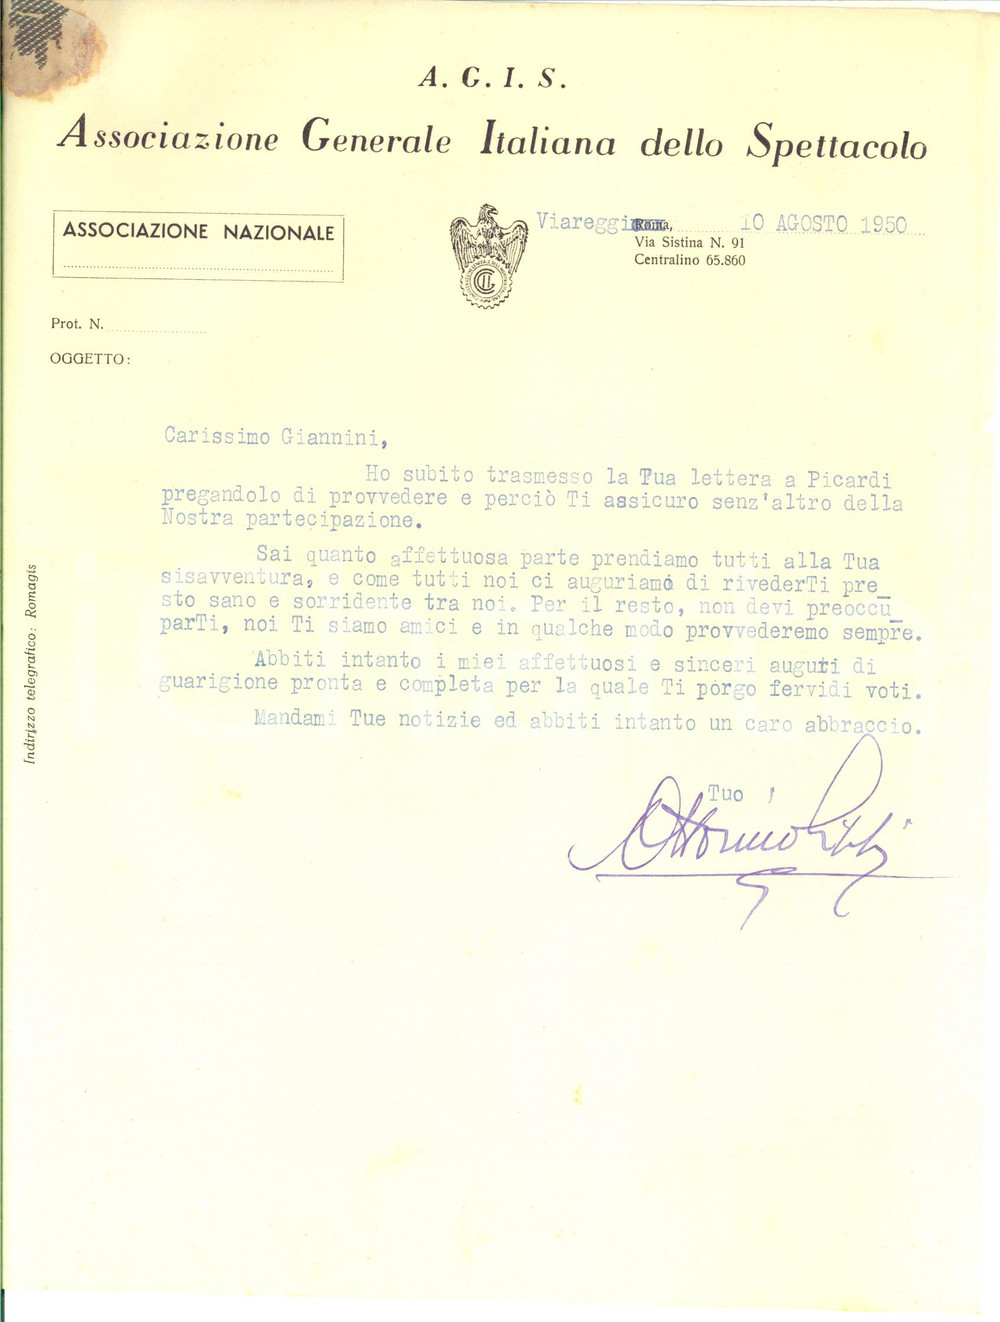 A. G. I. S.
Associazione Generale Italiana dello Spettacolo
ASSOCIAZIONE NAZIONALE
Viareggi Roma, 10 AGOSTO 1950
Via Sistina N. 91
Centralino 65.860
Prot. N.
OGGETTO:
Carissimo Giannini,
Ho subito trasmesso la Tua lettera a Picardi
pregandolo di provvedere e perciò Ti assicuro senz'altro della
Nostra partecipazione.
Sai quanto affettuosa parte prendiamo tutti alla Tua
sisavventura, e come tutti noi ci auguriamo di rivederTi pre_
sto sano e sorridente tra noi. Per il resto, non devi preoccu_
parTi, noi Ti siamo amici e in qualche modo provvederemo sempre.
Abbiti intanto i miei affettuosi e sinceri auguri di
guarigione pronta e completa per la quale Ti porgo fervidi voti.
Mandami Tue notizie ed abbiti intanto un caro abbraccio.
Tuo
Indirizzo telegrafico: Romagis